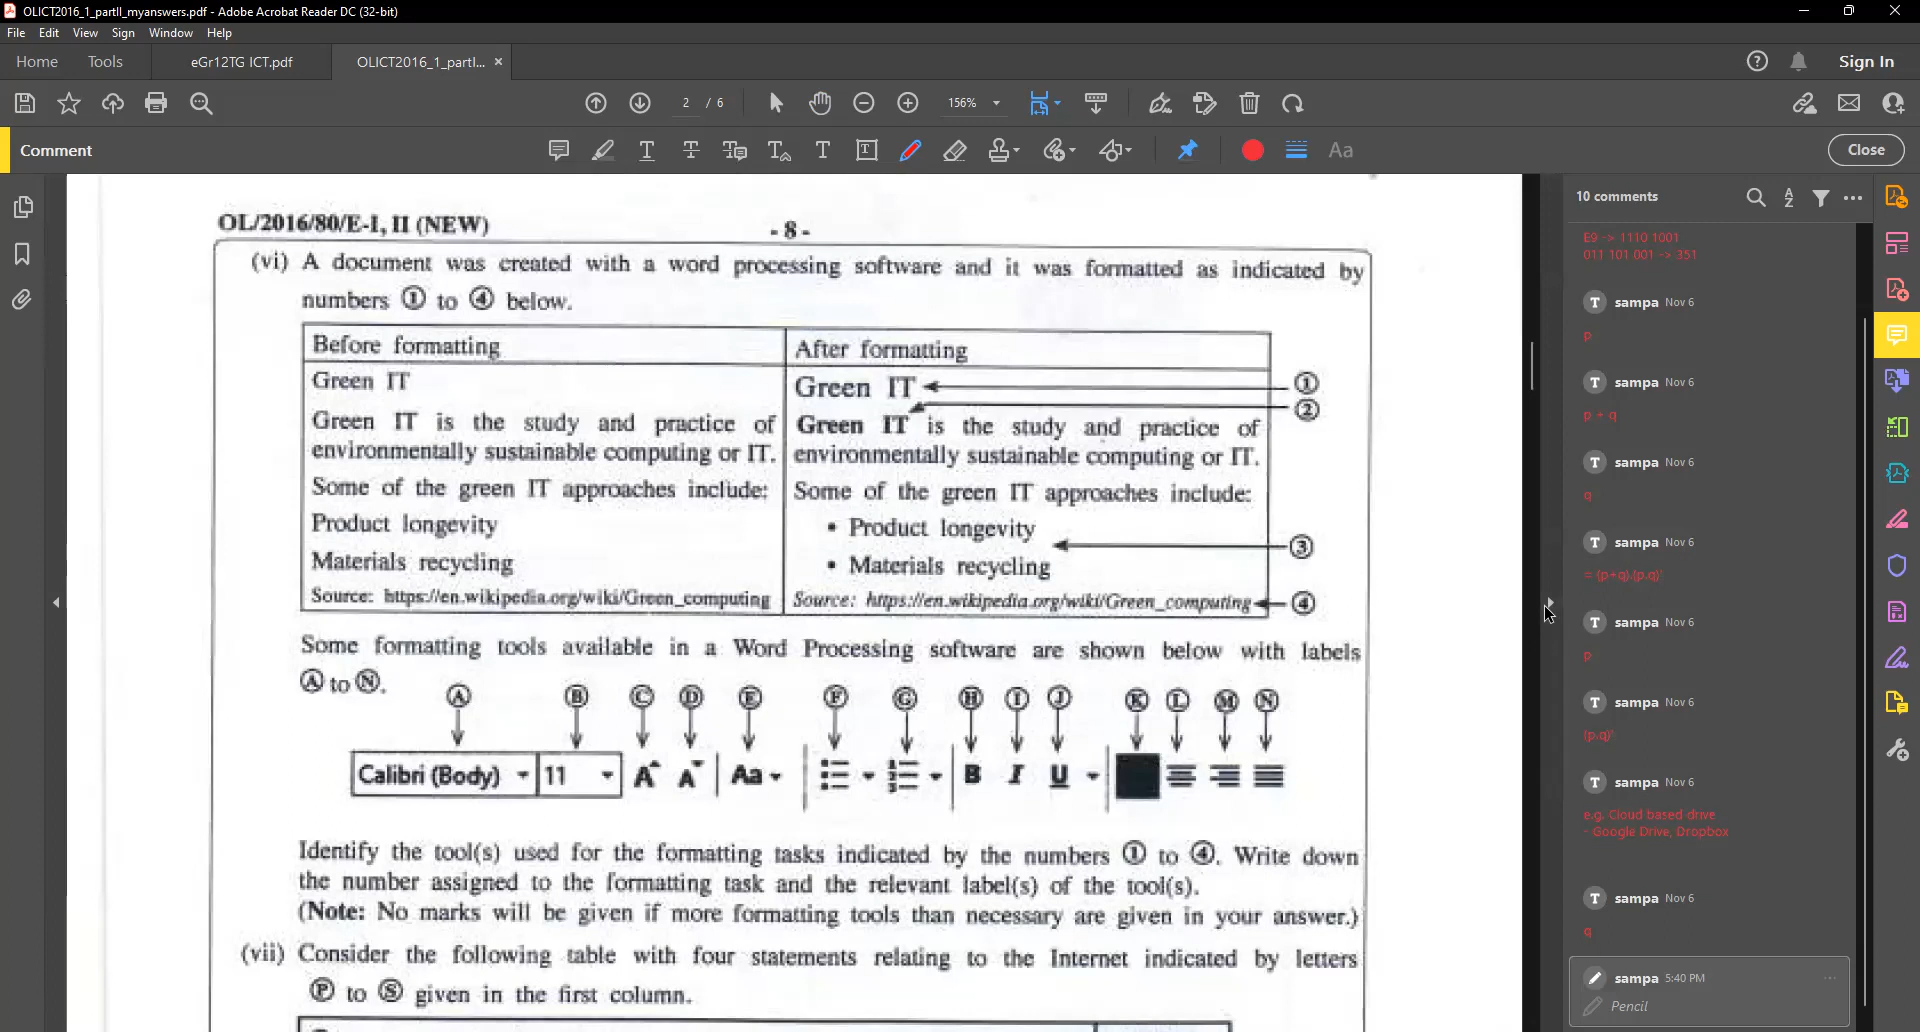 OLICT2016_1_partII_myanswers.pdf - Adobe Acrobat Reader DC (32-bit)
File Edit View Sign Window Help
Home Tools eGr12TG ICT.pdf OLICT2016_1_partI... × Sign In
2 / 6 156%
Comment Close
10 comments
OL/2016/80/E-I, II (NEW) - 8 -
(vi) A document was created with a word processing software and it was formatted as indicated by
numbers ① to ④ below.
Before formatting After formatting
Green IT Green IT ①
②
Green IT is the study and practice of environmentally sustainable computing or IT. Green IT is the study and practice of environmentally sustainable computing or IT.
Some of the green IT approaches include: Some of the green IT approaches include:
Product longevity • Product longevity
③
Materials recycling • Materials recycling
Source: https://en.wikipedia.org/wiki/Green_computing Source: https://en.wikipedia.org/wiki/Green_computing ④
Some formatting tools available in a Word Processing software are shown below with labels
Ⓐ to Ⓝ.
Ⓐ Ⓑ Ⓒ Ⓓ Ⓔ Ⓕ Ⓖ Ⓗ Ⓘ Ⓙ Ⓚ Ⓛ Ⓜ Ⓝ
Calibri (Body) 11 A A Aa B I U
Identify the tool(s) used for the formatting tasks indicated by the numbers ① to ④. Write down
the number assigned to the formatting task and the relevant label(s) of the tool(s).
(Note: No marks will be given if more formatting tools than necessary are given in your answer.)
(vii) Consider the following table with four statements relating to the Internet indicated by letters
Ⓟ to Ⓢ given in the first column.
E9 -> 1110 1001
011 101 001 -> 351
T sampa Nov 6
p
T sampa Nov 6
p + q
T sampa Nov 6
q
T sampa Nov 6
= (p+q).(p.q)'
T sampa Nov 6
p
T sampa Nov 6
(p.q)'
T sampa Nov 6
e.g. Cloud based drive
- Google Drive, Dropbox
T sampa Nov 6
q
sampa 5:40 PM
Pencil